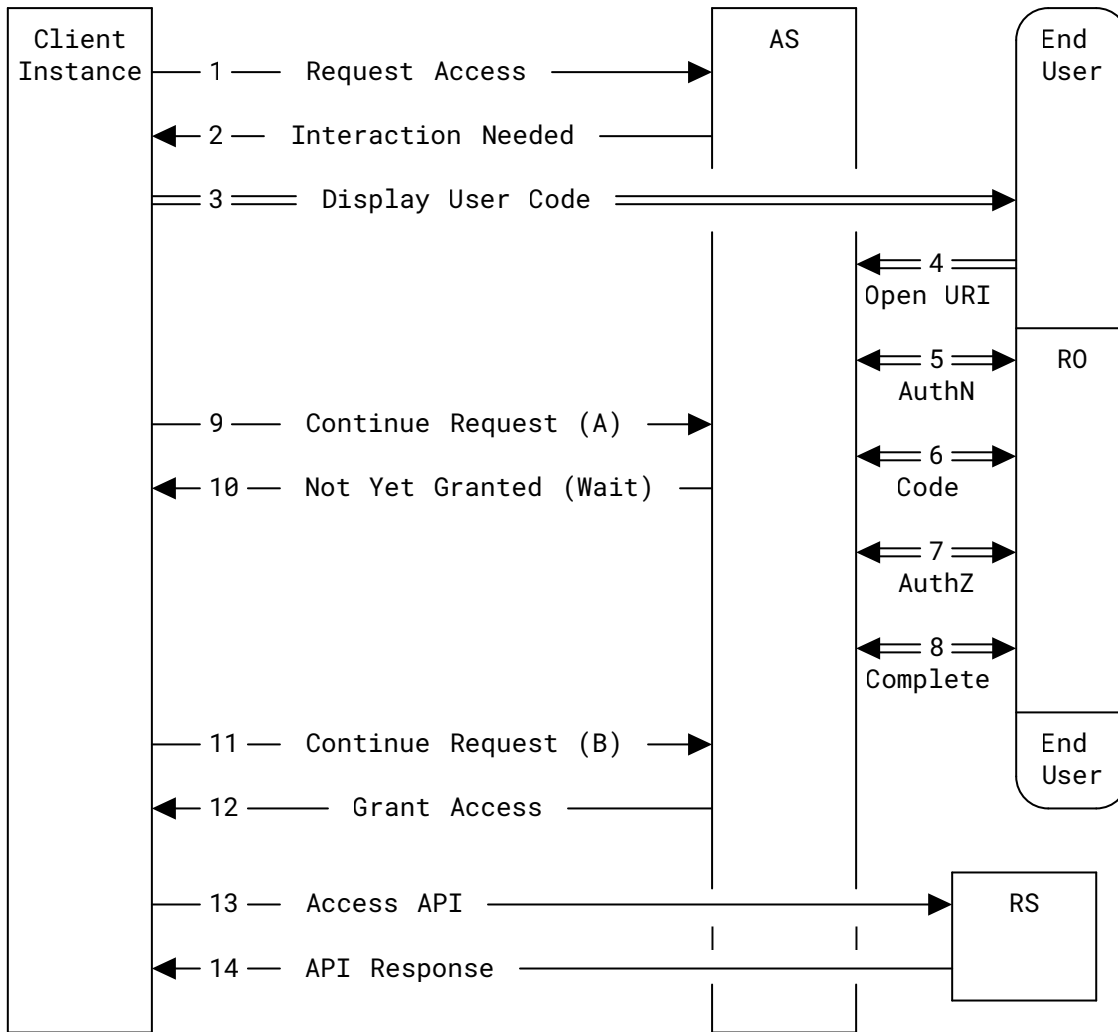 Client AS End
Instance 1 Request Access User
2 Interaction Needed
3 Display User Code
4
Open URI
5 RO
AuthN
9 Continue Request (A)
6
10 Not Yet Granted (Wait) Code
7
AuthZ
8
Complete
11 Continue Request (B) End
User
12 Grant Access
13 Access API RS
14 API Response